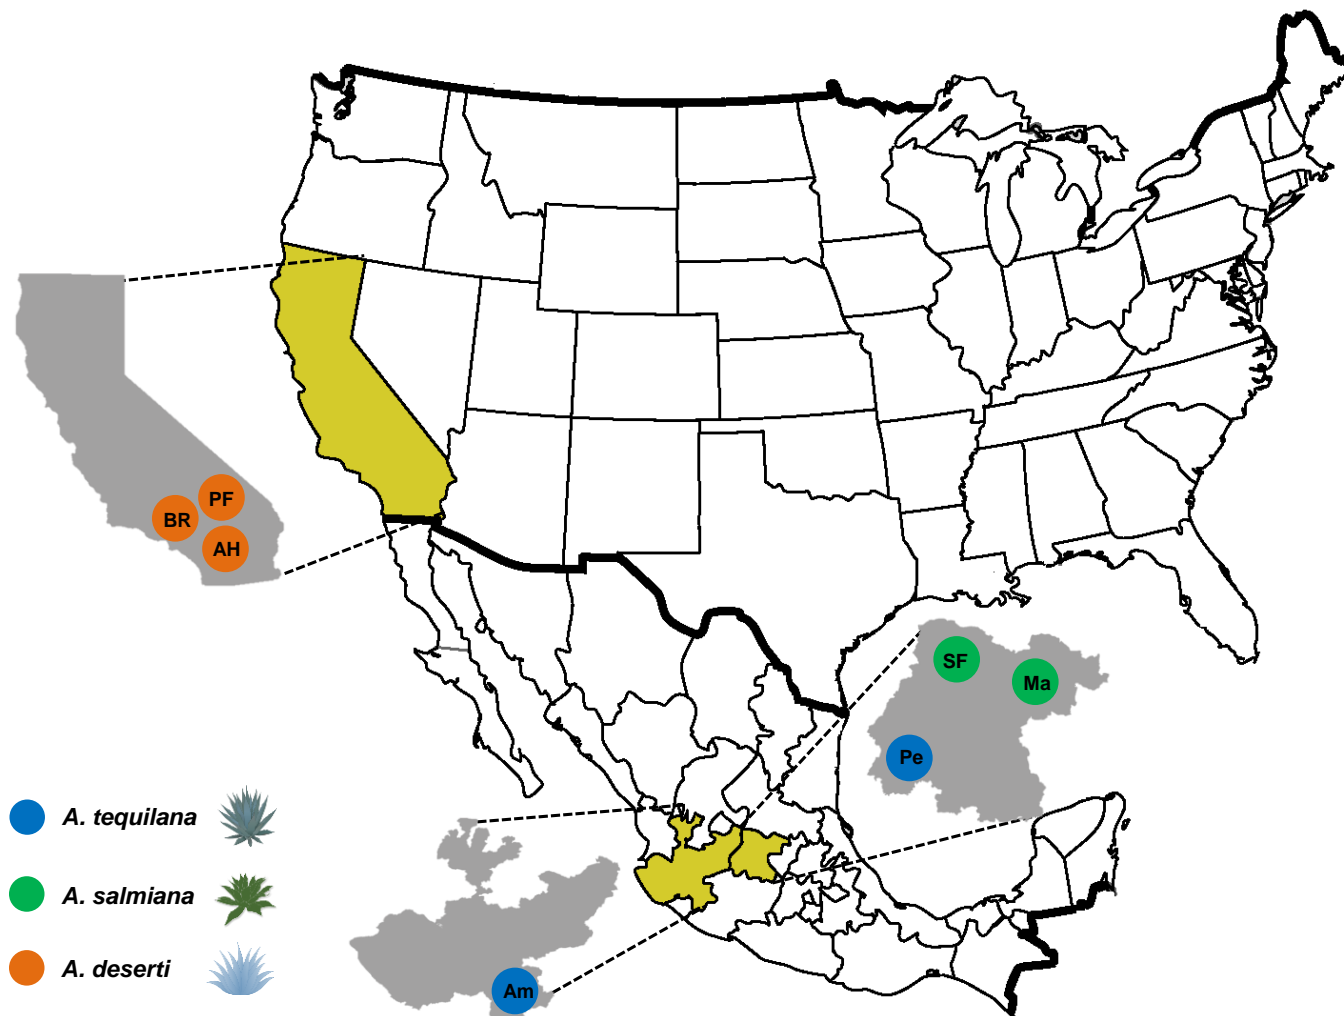 PF
BR
AH
SF
Ma
Pe
A. tequilana
A. salmiana
A. deserti
Am